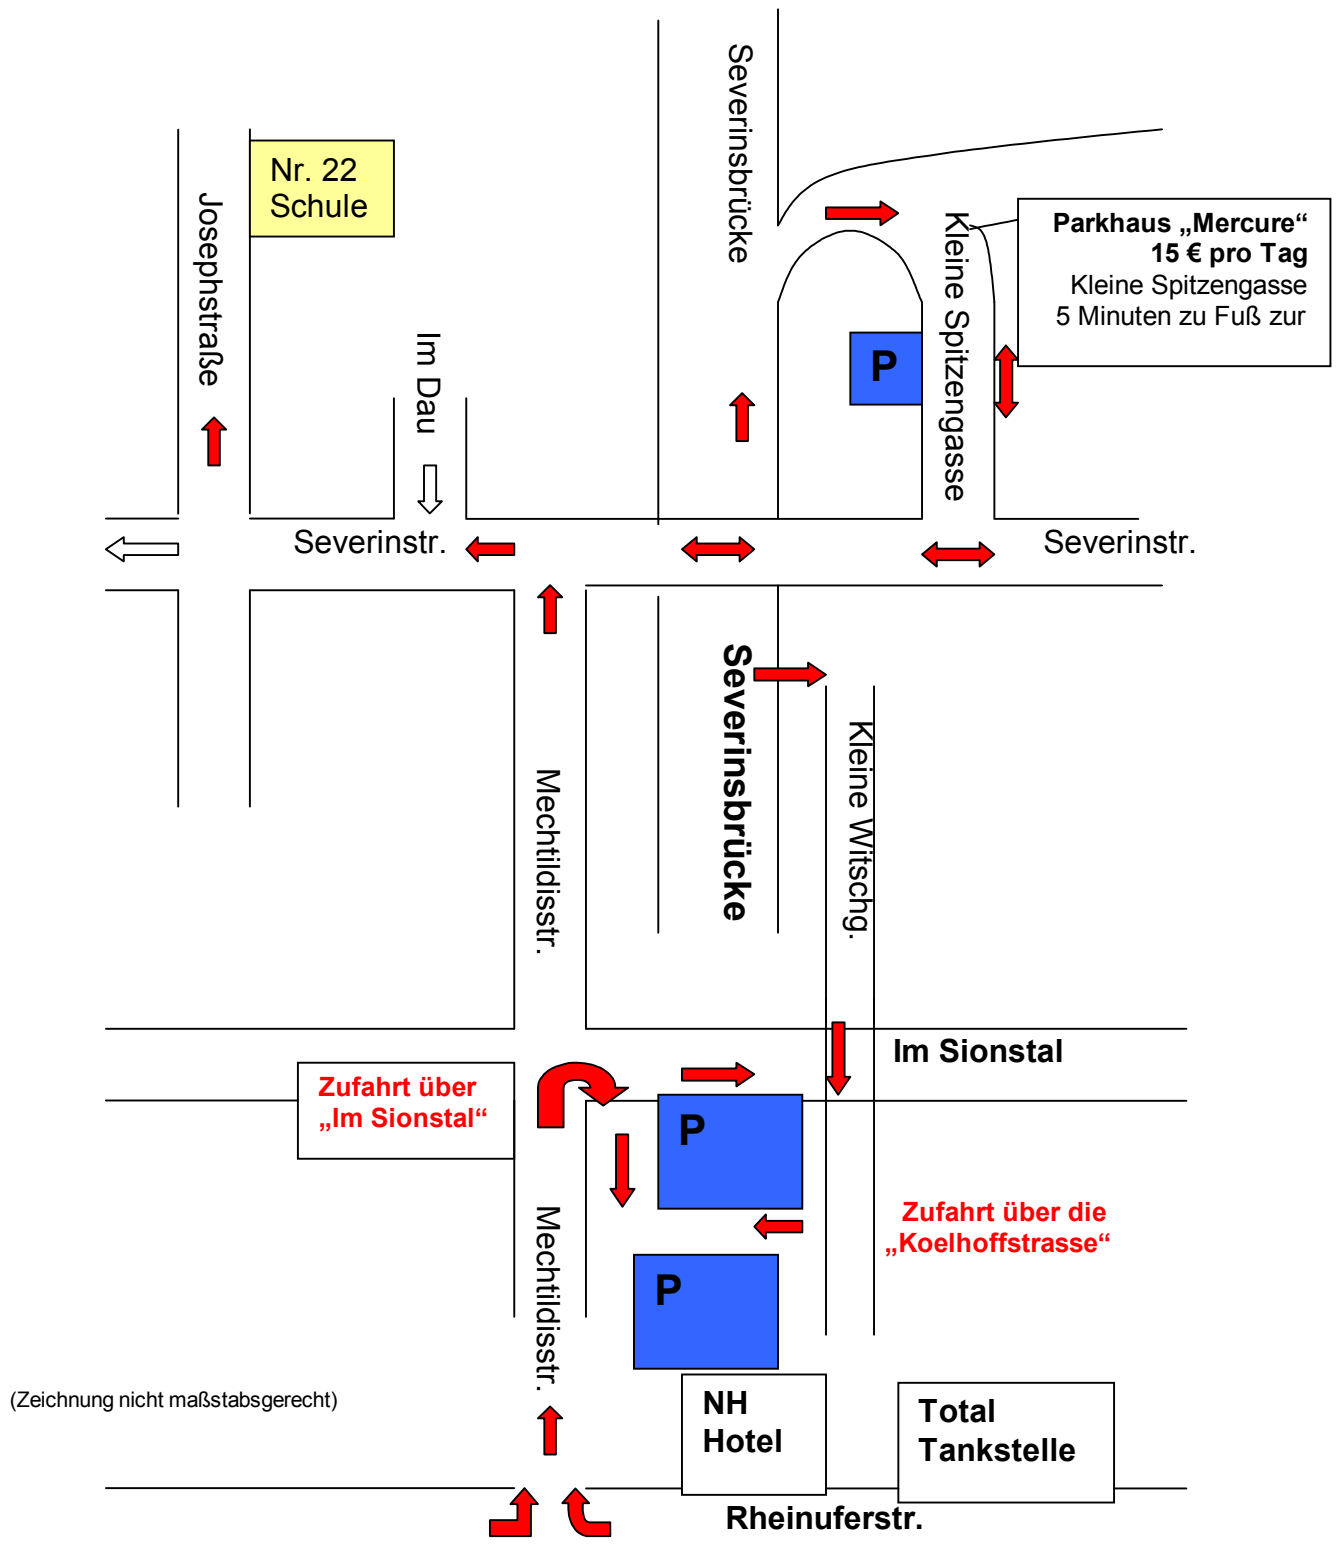 Severinsbrücke
Nr. 22
Schule
Josephstraße
Kleine Spitzengasse
Parkhaus „Mercure“
15 € pro Tag
Kleine Spitzengasse
5 Minuten zu Fuß zur
Im Dau
P
Severinstr.
Severinstr.
Severinsbrücke
Kleine Witschg.
Mechtildisstr.
Im Sionstal
Zufahrt über
„Im Sionstal“
P
Mechtildisstr.
Zufahrt über die
„Koelhoffstrasse“
P
(Zeichnung nicht maßstabsgerecht)
NH
Hotel
Total
Tankstelle
Rheinuferstr.